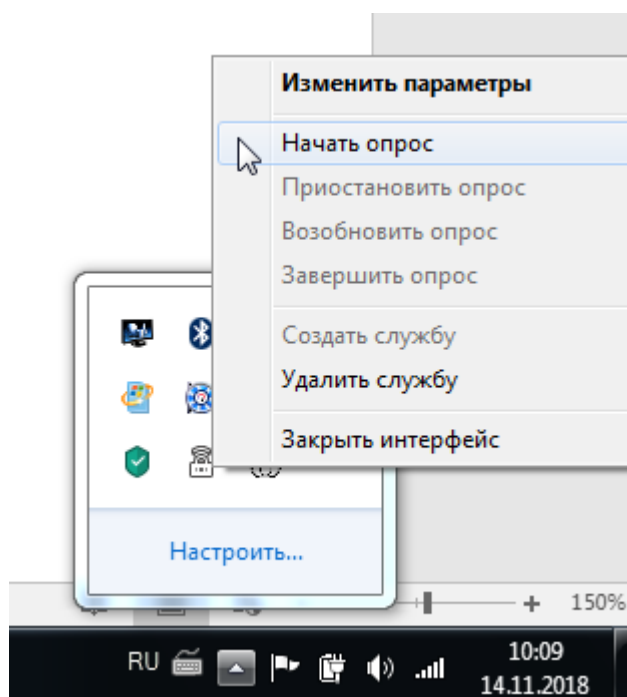 Изменить параметры
Начать опрос
Приостановить опрос
Возобновить опрос
Завершить опрос
Создать службу
Удалить службу
Закрыть интерфейс
Настроить...
150%
RU
10:09
14.11.2018